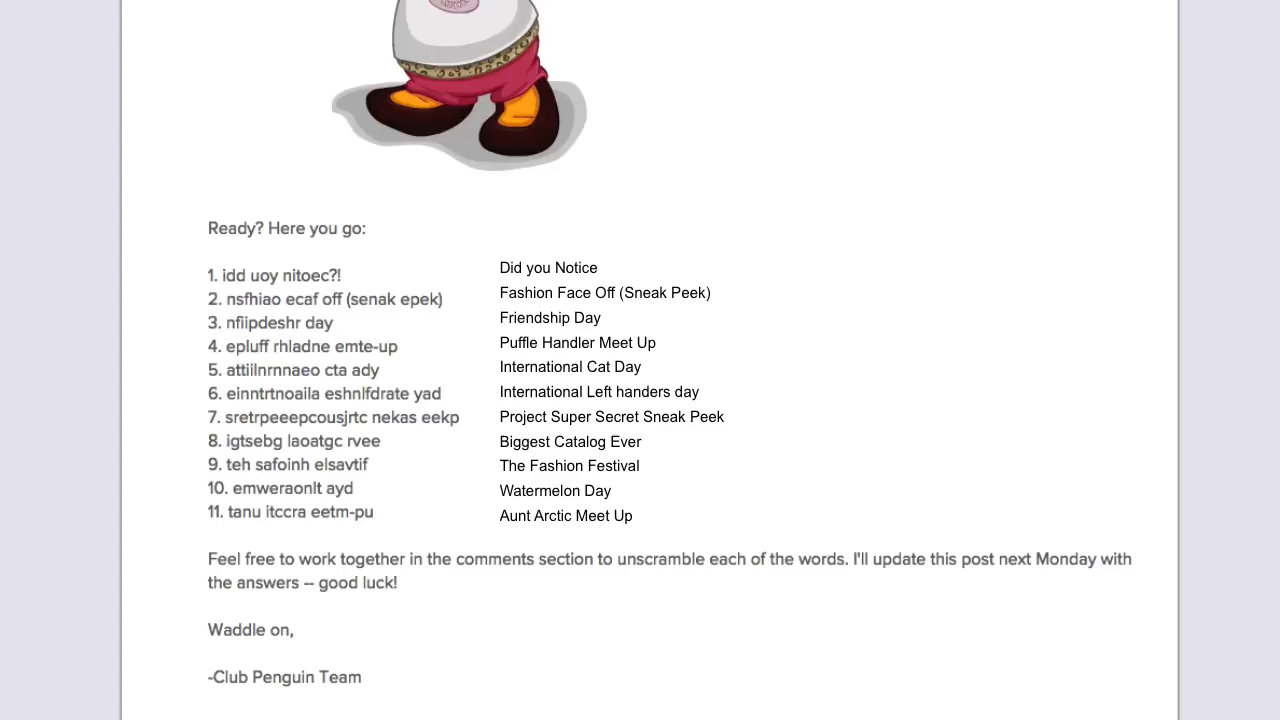 Ready? Here you go:
1. idd uoy nitoec?!
2. nsfhiao ecaf off (senak epek)
3. nfiipdeshr day
4. epluff rhladne emte-up
5. attiilnrnnaeo cta ady
6. einntrtnoaila eshnlfdrate yad
7. sretrpeeepcousjrtc nekas eekp
8. igtsebg laoatgc rvee
9. teh safoinh elsavtif
10. emweraonlt ayd
11. tanu itccra eetm-pu
Did you Notice
Fashion Face Off (Sneak Peek)
Friendship Day
Puffle Handler Meet Up
International Cat Day
International Left handers day
Project Super Secret Sneak Peek
Biggest Catalog Ever
The Fashion Festival
Watermelon Day
Aunt Arctic Meet Up
Feel free to work together in the comments section to unscramble each of the words. I'll update this post next Monday with
the answers -- good luck!
Waddle on,
-Club Penguin Team